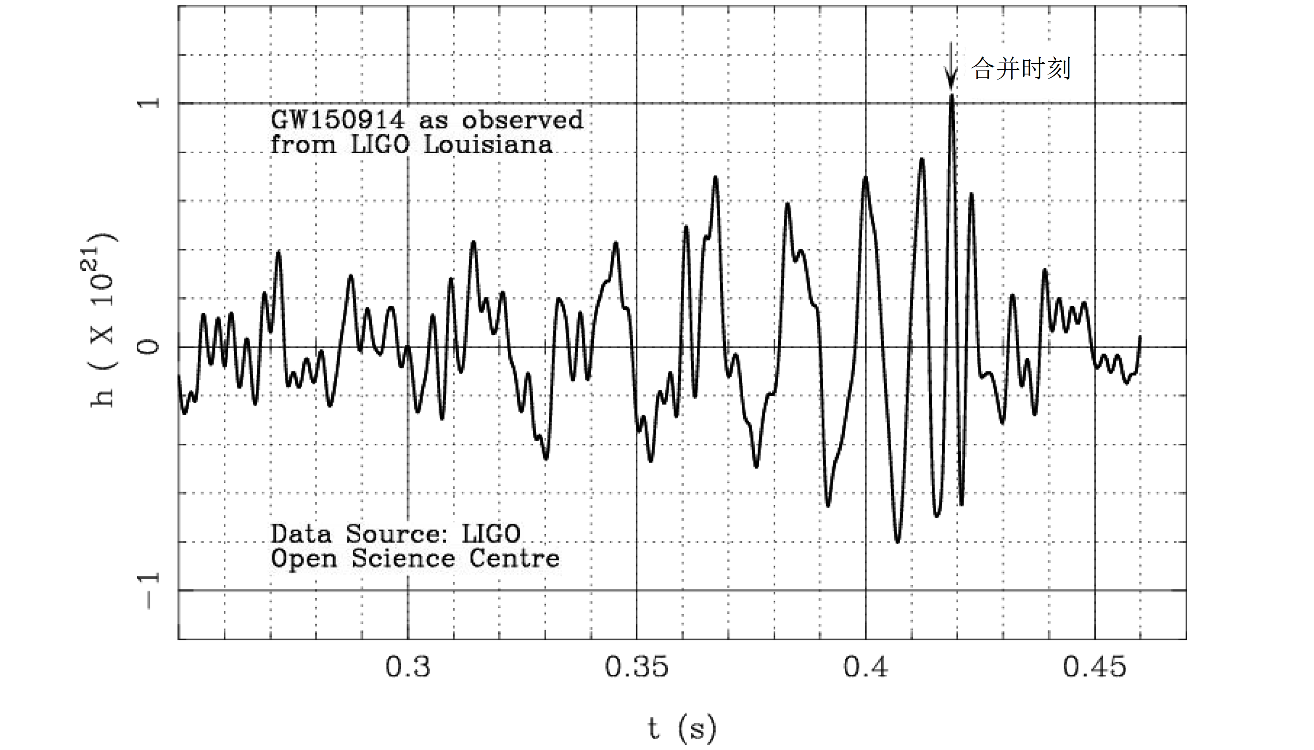 合并时刻
1
GW150914 as observed
from LIGO Louisiana
h ( X 10²¹)
0
Data Source: LIGO
Open Science Centre
−1
0.3 0.35 0.4 0.45
t (s)